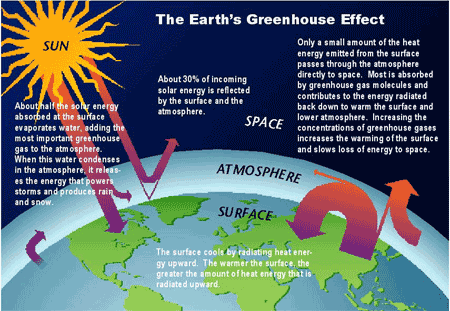 The Earth's Greenhouse Effect
SUN
Only a small amount of the heat
energy emitted from the surface
passes through the atmosphere
directly to space. Most is absorbed
by greenhouse gas molecules and
contributes to the energy radiated
back down to warm the surface and
lower atmosphere. Increasing the
concentrations of greenhouse gases
increases the warming of the surface
and slows loss of energy to space.
About 30% of incoming
solar energy is reflected
by the surface and the
atmosphere.
About half the solar energy
absorbed at the surface
evaporates water, adding the
most important greenhouse
gas to the atmosphere.
When this water condenses
in the atmosphere, it releas-
es the energy that powers
storms and produces rain
and snow.
SPACE
ATMOSPHERE
SURFACE
The surface cools by radiating heat ener-
gy upward. The warmer the surface, the
greater the amount of heat energy that is
radiated upward.